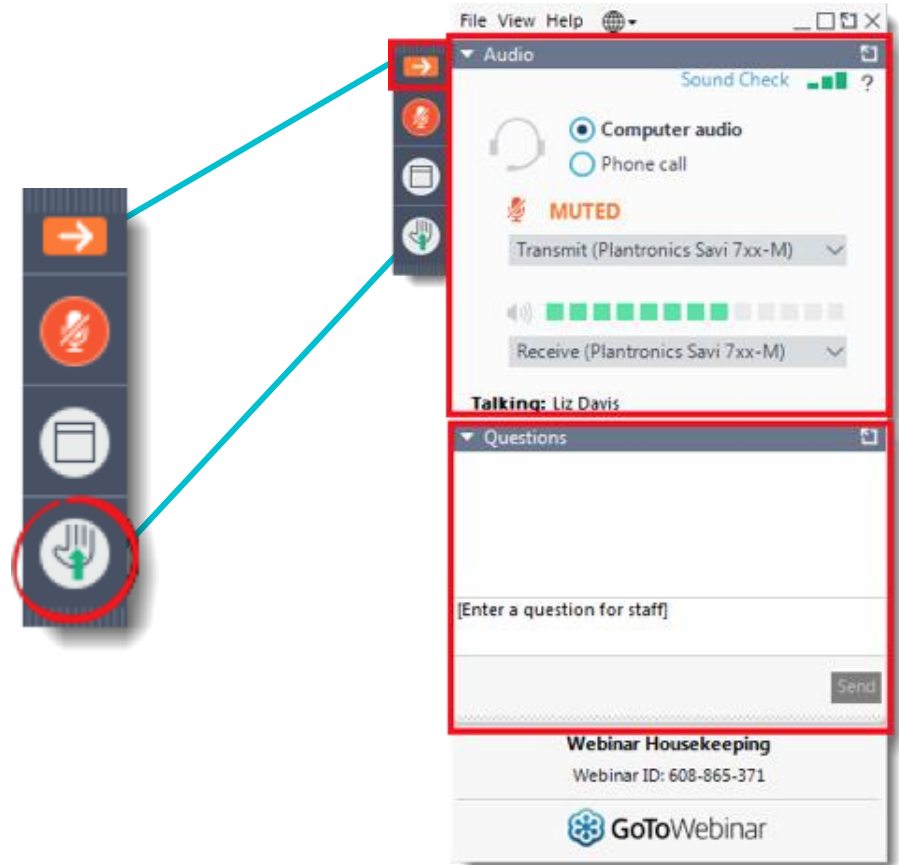 File View Help
Audio
Sound Check ?
Computer audio
Phone call
MUTED
Transmit (Plantronics Savi 7xx-M)
Receive (Plantronics Savi 7xx-M)
Talking: Liz Davis
Questions
[Enter a question for staff]
Send
Webinar Housekeeping
Webinar ID: 608-865-371
GoToWebinar